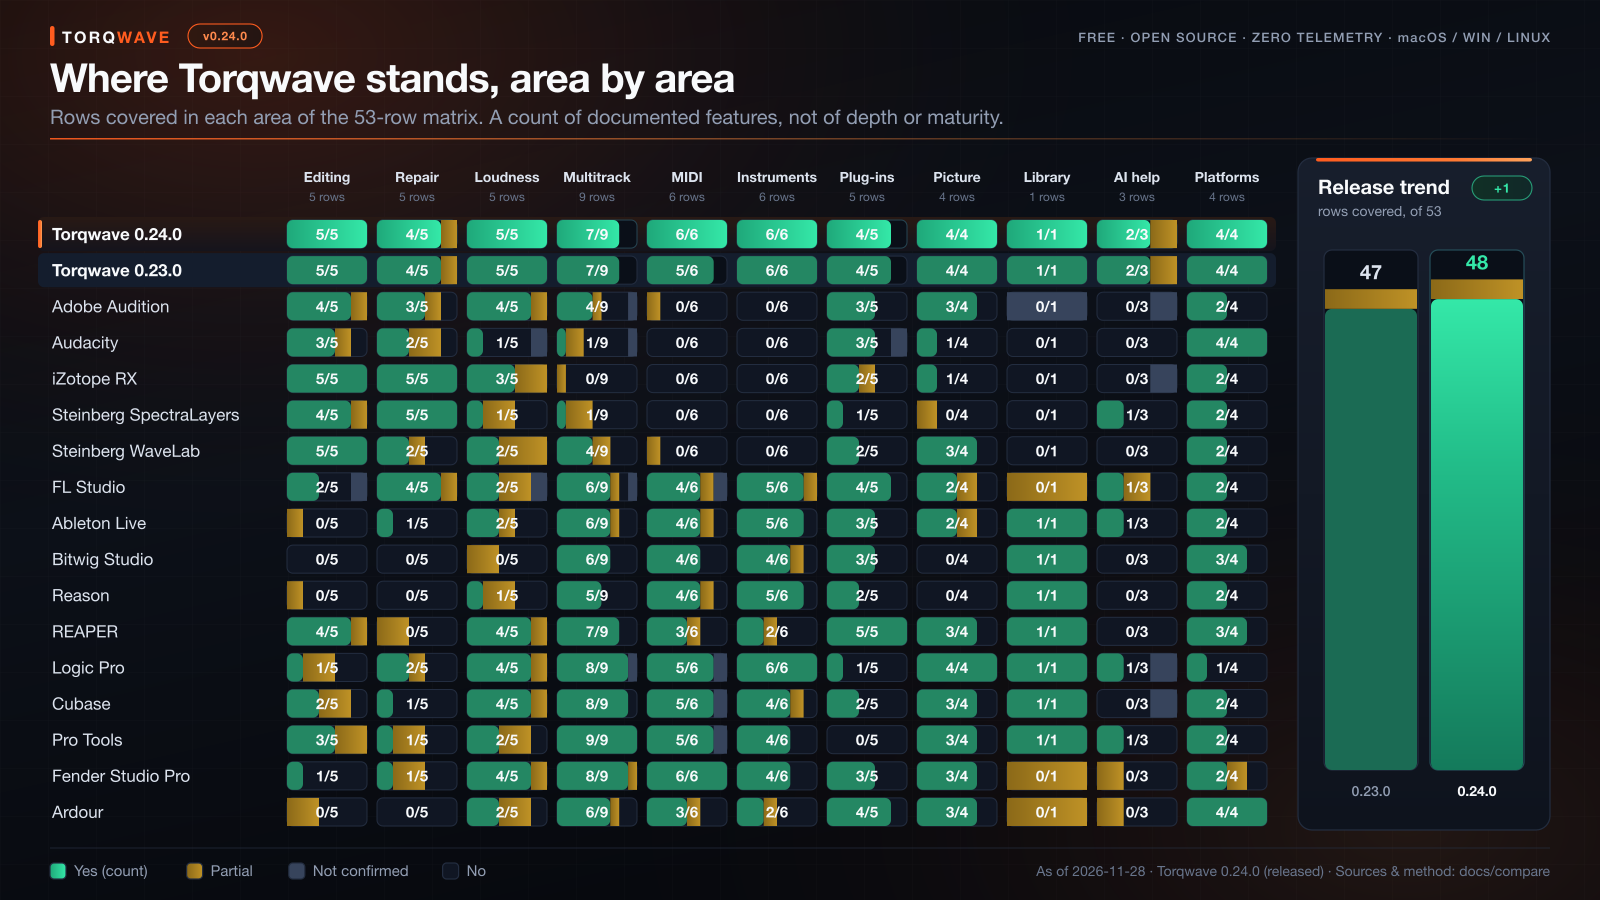 TORQWAVE v0.24.0 FREE · OPEN SOURCE · ZERO TELEMETRY · macOS / WIN / LINUX
Where Torqwave stands, area by area
Rows covered in each area of the 53-row matrix. A count of documented features, not of depth or maturity.
Editing Repair Loudness Multitrack MIDI Instruments Plug-ins Picture Library AI help Platforms
5 rows 5 rows 5 rows 9 rows 6 rows 6 rows 5 rows 4 rows 1 rows 3 rows 4 rows
Torqwave 0.24.0 5/5 4/5 5/5 7/9 6/6 6/6 4/5 4/4 1/1 2/3 4/4
Torqwave 0.23.0 5/5 4/5 5/5 7/9 5/6 6/6 4/5 4/4 1/1 2/3 4/4
Adobe Audition 4/5 3/5 4/5 4/9 0/6 0/6 3/5 3/4 0/1 0/3 2/4
Audacity 3/5 2/5 1/5 1/9 0/6 0/6 3/5 1/4 0/1 0/3 4/4
iZotope RX 5/5 5/5 3/5 0/9 0/6 0/6 2/5 1/4 0/1 0/3 2/4
Steinberg SpectraLayers 4/5 5/5 1/5 1/9 0/6 0/6 1/5 0/4 0/1 1/3 2/4
Steinberg WaveLab 5/5 2/5 2/5 4/9 0/6 0/6 2/5 3/4 0/1 0/3 2/4
FL Studio 2/5 4/5 2/5 6/9 4/6 5/6 4/5 2/4 0/1 1/3 2/4
Ableton Live 0/5 1/5 2/5 6/9 4/6 5/6 3/5 2/4 1/1 1/3 2/4
Bitwig Studio 0/5 0/5 0/5 6/9 4/6 4/6 3/5 0/4 1/1 0/3 3/4
Reason 0/5 0/5 1/5 5/9 4/6 5/6 2/5 0/4 1/1 0/3 2/4
REAPER 4/5 0/5 4/5 7/9 3/6 2/6 5/5 3/4 1/1 0/3 3/4
Logic Pro 1/5 2/5 4/5 8/9 5/6 6/6 1/5 4/4 1/1 1/3 1/4
Cubase 2/5 1/5 4/5 8/9 5/6 4/6 2/5 3/4 1/1 0/3 2/4
Pro Tools 3/5 1/5 2/5 9/9 5/6 4/6 0/5 3/4 1/1 1/3 2/4
Fender Studio Pro 1/5 1/5 4/5 8/9 6/6 4/6 3/5 3/4 0/1 0/3 2/4
Ardour 0/5 0/5 2/5 6/9 3/6 2/6 4/5 3/4 0/1 0/3 4/4
Release trend +1
rows covered, of 53
47 48
0.23.0 0.24.0
Yes (count) Partial Not confirmed No
As of 2026-11-28 · Torqwave 0.24.0 (released) · Sources & method: docs/compare